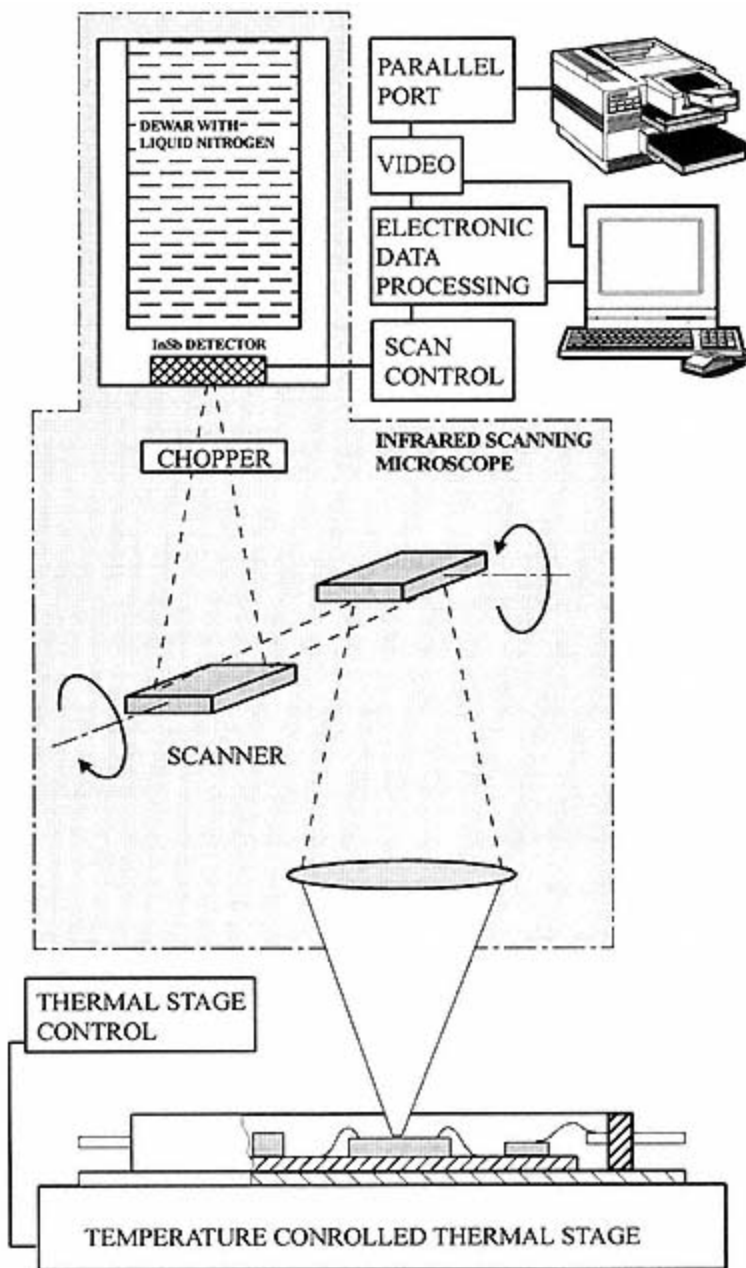 PARALLEL
PORT
DEWAR WITH
LIQUID NITROGEN
VIDEO
ELECTRONIC
DATA
PROCESSING
InSb DETECTOR
SCAN
CONTROL
CHOPPER
INFRARED SCANNING
MICROSCOPE
SCANNER
THERMAL STAGE
CONTROL
TEMPERATURE CONROLLED THERMAL STAGE